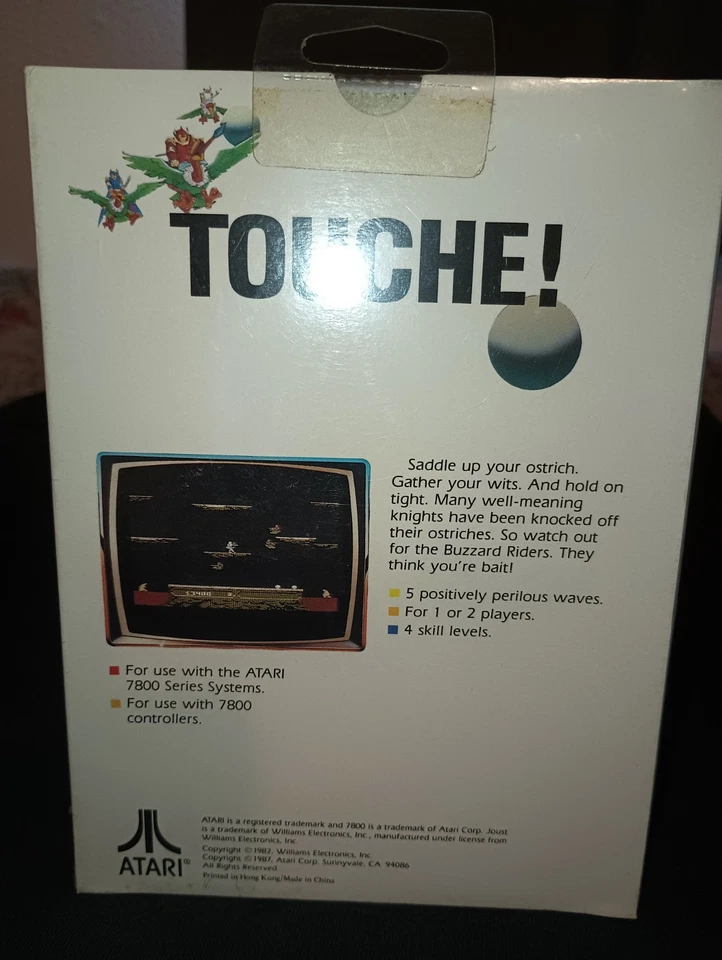 TOUCHE!
Saddle up your ostrich.
Gather your wits. And hold on
tight. Many well-meaning
knights have been knocked off
their ostriches. So watch out
for the Buzzard Riders. They
think you're bait!
5 positively perilous waves.
For 1 or 2 players.
4 skill levels.
For use with the ATARI
7800 Series Systems.
For use with 7800
controllers.
ATARI®
ATARI is a registered trademark and 7800 is a trademark of Atari Corp. Joust
is a trademark of Williams Electronics, Inc., manufactured under license from
Williams Electronics, Inc.
Copyright © 1982, Williams Electronics, Inc.
Copyright © 1987, Atari Corp. Sunnyvale, CA 94086
All Rights Reserved
Printed in Hong Kong/Made in China